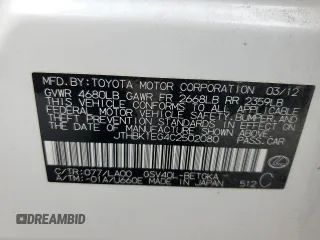 MFD. BY: TOYOTA MOTOR CORPORATION 03/12
GVWR 4680LB GAWR FR 2668LB RR 2359LB
THIS VEHICLE CONFORMS TO ALL APPLICABLE
FEDERAL MOTOR VEHICLE SAFETY, BUMPER, AND
THEFT PREVENTION STANDARDS IN EFFECT ON
THE DATE OF MANUFACTURE SHOWN ABOVE.
JTHBK1EG4C2502080 PASS.CAR
C/TR:077/LA00 GSV40L-BETGKA
A/TM:-01A/U660E MADE IN JAPAN 512 C
DREAMBID
dreambid.com